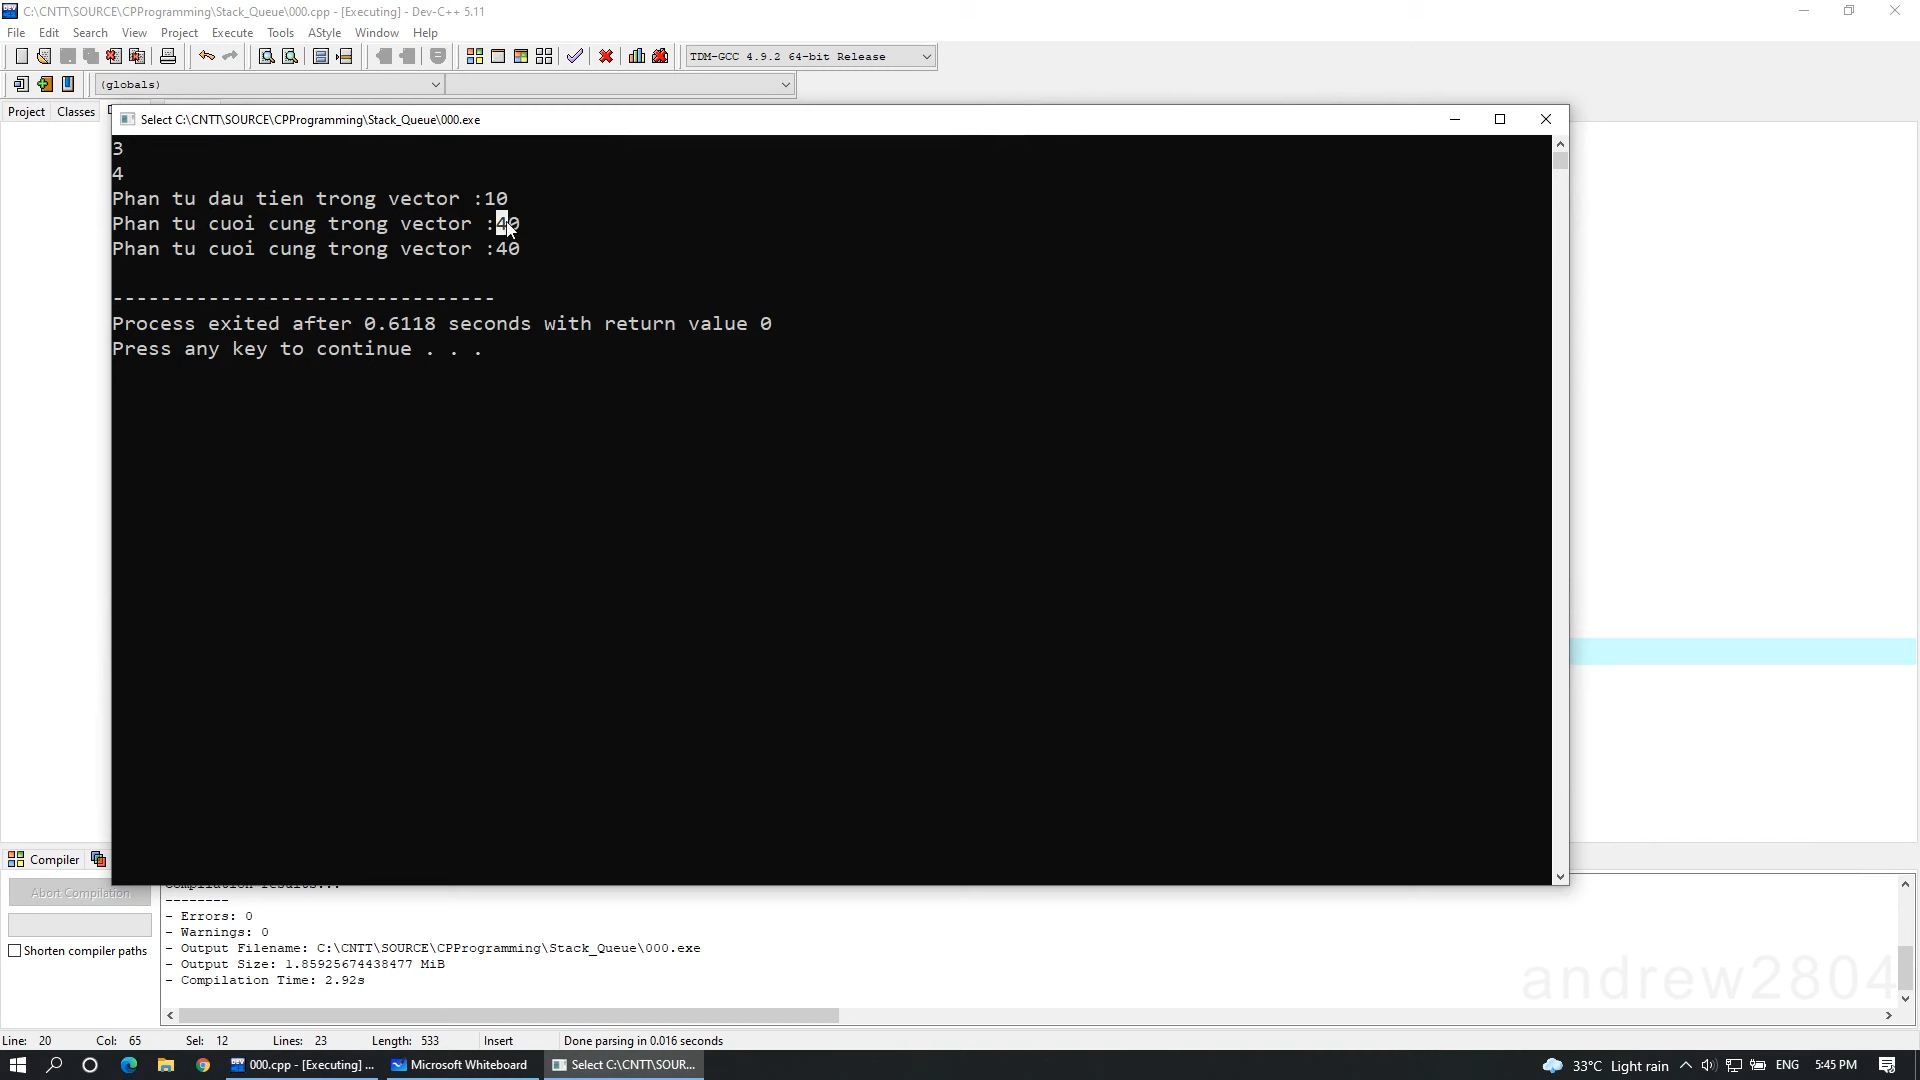 C:\CNTT\SOURCE\CPProgramming\Stack_Queue\000.cpp - [Executing] - Dev-C++ 5.11
File Edit Search View Project Execute Tools AStyle Window Help
TDM-GCC 4.9.2 64-bit Release
(globals)
Project Classes
Select C:\CNTT\SOURCE\CPProgramming\Stack_Queue\000.exe
3
4
Phan tu dau tien trong vector :10
Phan tu cuoi cung trong vector :40
Phan tu cuoi cung trong vector :40
--------------------------------
Process exited after 0.6118 seconds with return value 0
Press any key to continue . . .
Compiler
Abort Compilation
Shorten compiler paths
Compilation results...
--------
- Errors: 0
- Warnings: 0
- Output Filename: C:\CNTT\SOURCE\CPProgramming\Stack_Queue\000.exe
- Output Size: 1.85925674438477 MiB
- Compilation Time: 2.92s
andrew2804
Line: 20 Col: 65 Sel: 12 Lines: 23 Length: 533 Insert Done parsing in 0.016 seconds
000.cpp - [Executing] ... Microsoft Whiteboard Select C:\CNTT\SOUR... 33°C Light rain ENG 5:45 PM